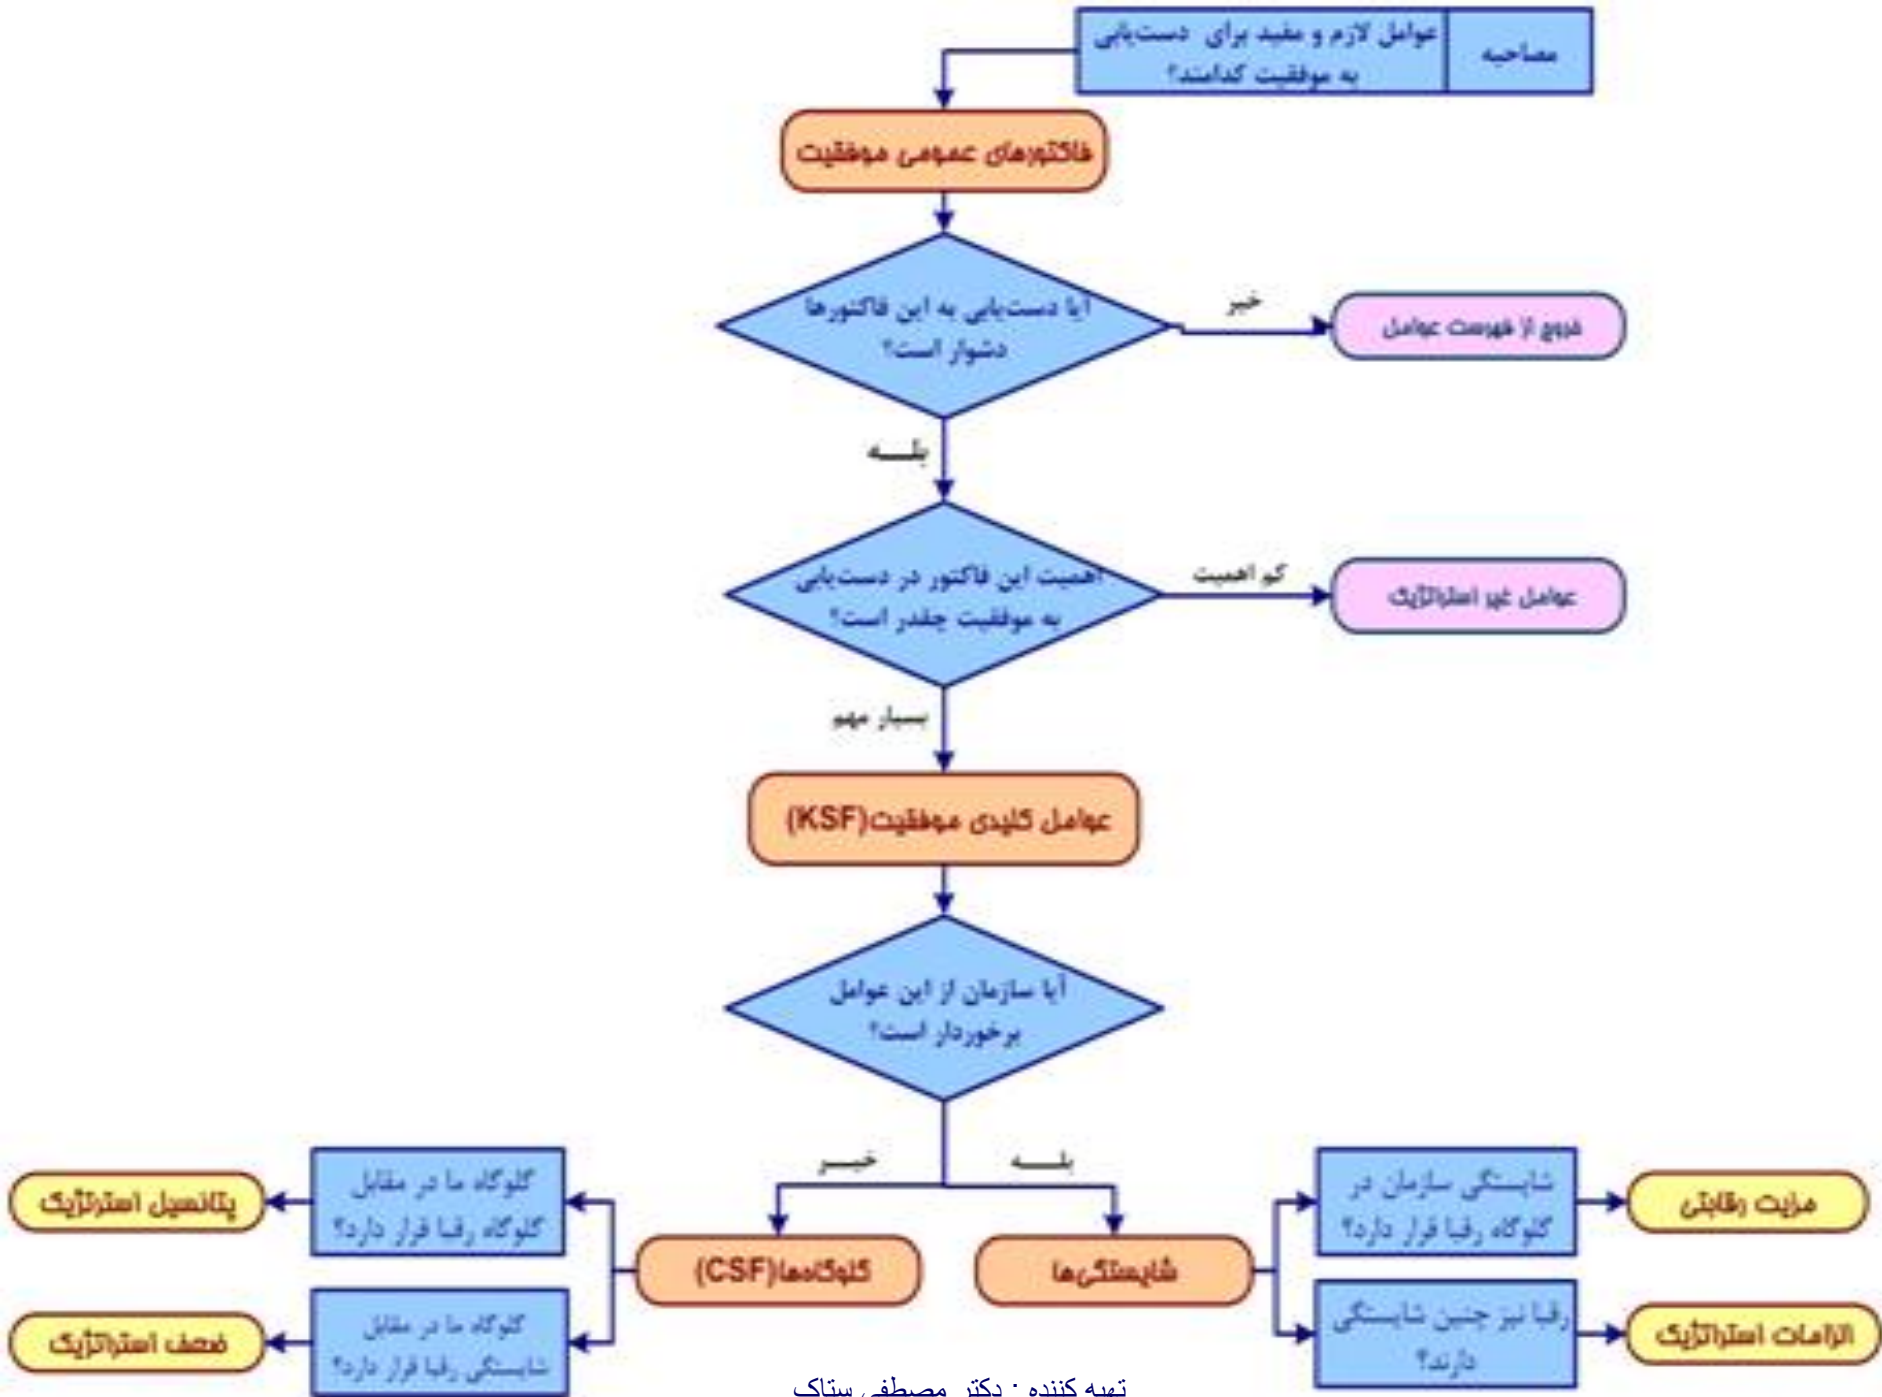 مصاحبه
عوامل لازم و مفید برای دست‌یابی
به موفقیت کدامند؟
فاکتورهای عمومی موفقیت
آیا دست‌یابی به این فاکتورها
دشوار است؟
خیر
خروج از فهرست عوامل
بلــــه
اهمیت این فاکتور در دست‌یابی
به موفقیت چقدر است؟
کم اهمیت
عوامل غیر استراتژیک
بسیار مهم
عوامل کلیدی موفقیت(KSF)
آیا سازمان از این عوامل
برخوردار است؟
بلــــه
خیـــر
شایستگی‌ها
گلوگاه‌ها(CSF)
شایستگی سازمان در
گلوگاه رقبا قرار دارد؟
مزیت رقابتی
رقبا نیز چنین شایستگی
دارند؟
الزامات استراتژیک
گلوگاه ما در مقابل
گلوگاه رقبا قرار دارد؟
پتانسیل استرتژیک
گلوگاه ما در مقابل
شایستگی رقبا قرار دارد؟
ضعف استراتژیک
تهیه کننده : دکتر مصطفی ستاک